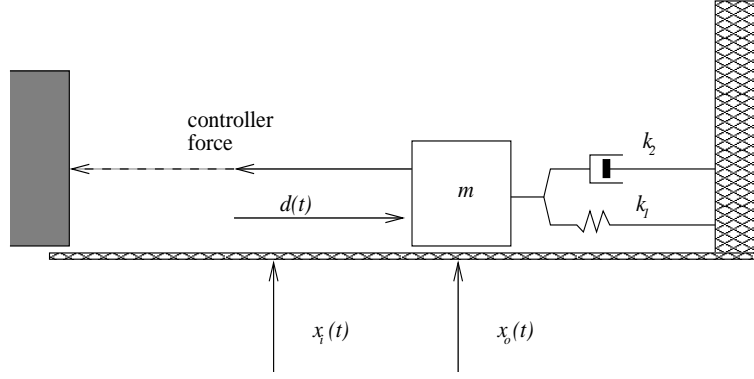 controller
force
k₂
d(t)
m
k₁
xᵢ(t)
xₒ(t)